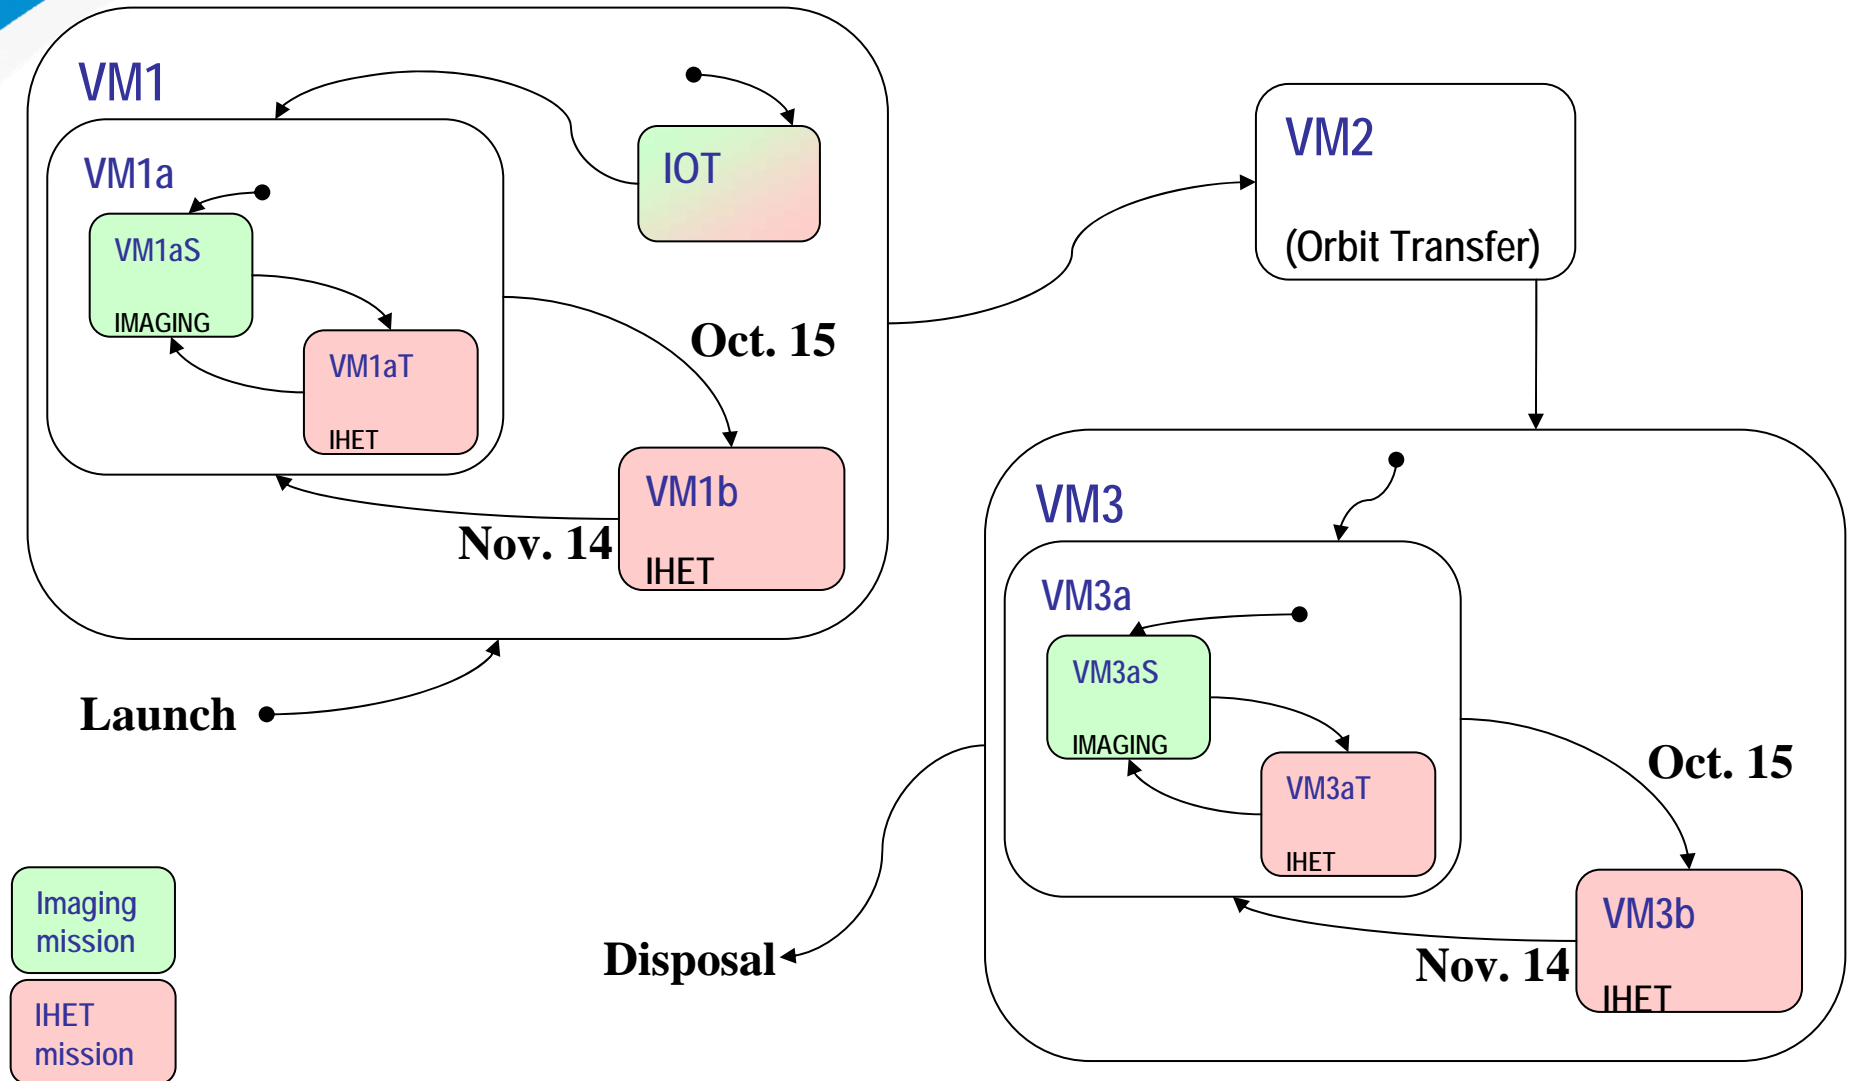 VM1
IOT
VM1a
VM1aS
IMAGING
VM1aT
IHET
Oct. 15
VM1b
IHET
Nov. 14
Launch
VM2
(Orbit Transfer)
VM3
VM3a
VM3aS
IMAGING
VM3aT
IHET
Oct. 15
VM3b
IHET
Nov. 14
Disposal
Imaging
mission
IHET
mission